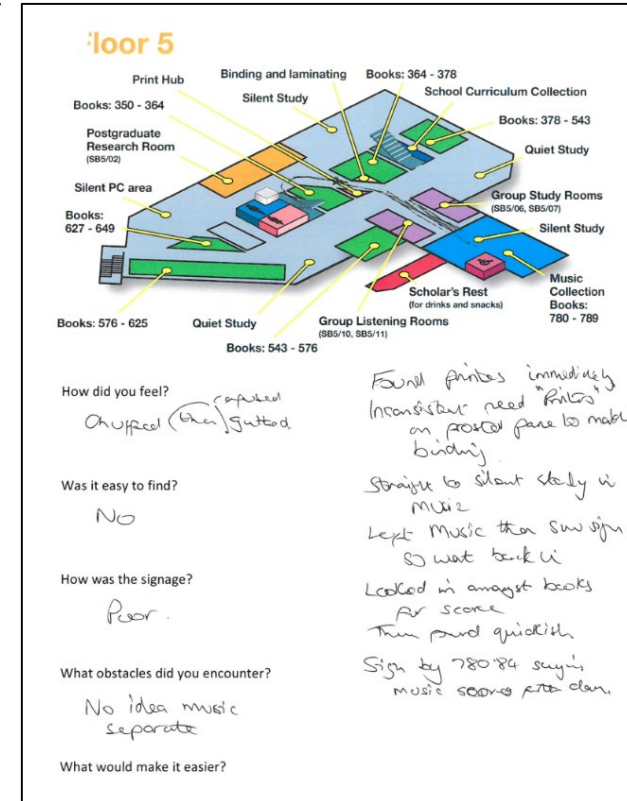 loor 5
Print Hub
Binding and laminating
Books: 364 - 378
Silent Study
School Curriculum Collection
Books: 350 - 364
Books: 378 - 543
Postgraduate
Research Room
(SB5/02)
Quiet Study
Silent PC area
Group Study Rooms
(SB5/06, SB5/07)
Books:
627 - 649
Silent Study
Scholar's Rest
(for drinks and snacks)
Music
Collection
Books:
780 - 789
Books: 576 - 625
Quiet Study
Group Listening Rooms
(SB5/10, SB5/11)
Books: 543 - 576
How did you feel?
Chuffed (then) gutted
Was it easy to find?
No
How was the signage?
Poor.
What obstacles did you encounter?
No idea music
separate
What would make it easier?
Found printers immediately
Inconsistent need "Printers"
on frosted pane to match
binding
Straight to silent study in
music
Left Music then saw sign
so went back in
Looked in amongst books
for score
Then found quickish
Sign by 780'84 saying
music scores